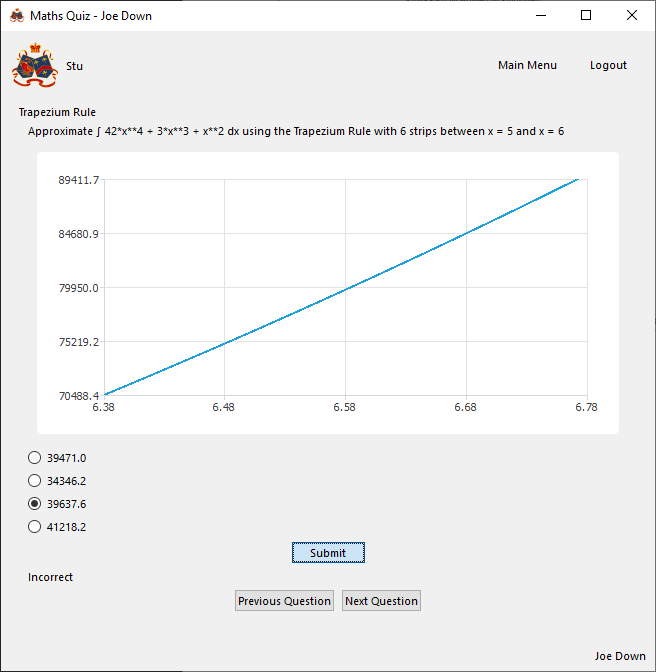 Maths Quiz - Joe Down
Stu
Main Menu
Logout
Trapezium Rule
Approximate ∫ 42*x**4 + 3*x**3 + x**2 dx using the Trapezium Rule with 6 strips between x = 5 and x = 6
89411.7
84680.9
79950.0
75219.2
70488.4
6.38 6.48 6.58 6.68 6.78
39471.0
34346.2
39637.6
41218.2
Submit
Incorrect
Previous Question Next Question
Joe Down